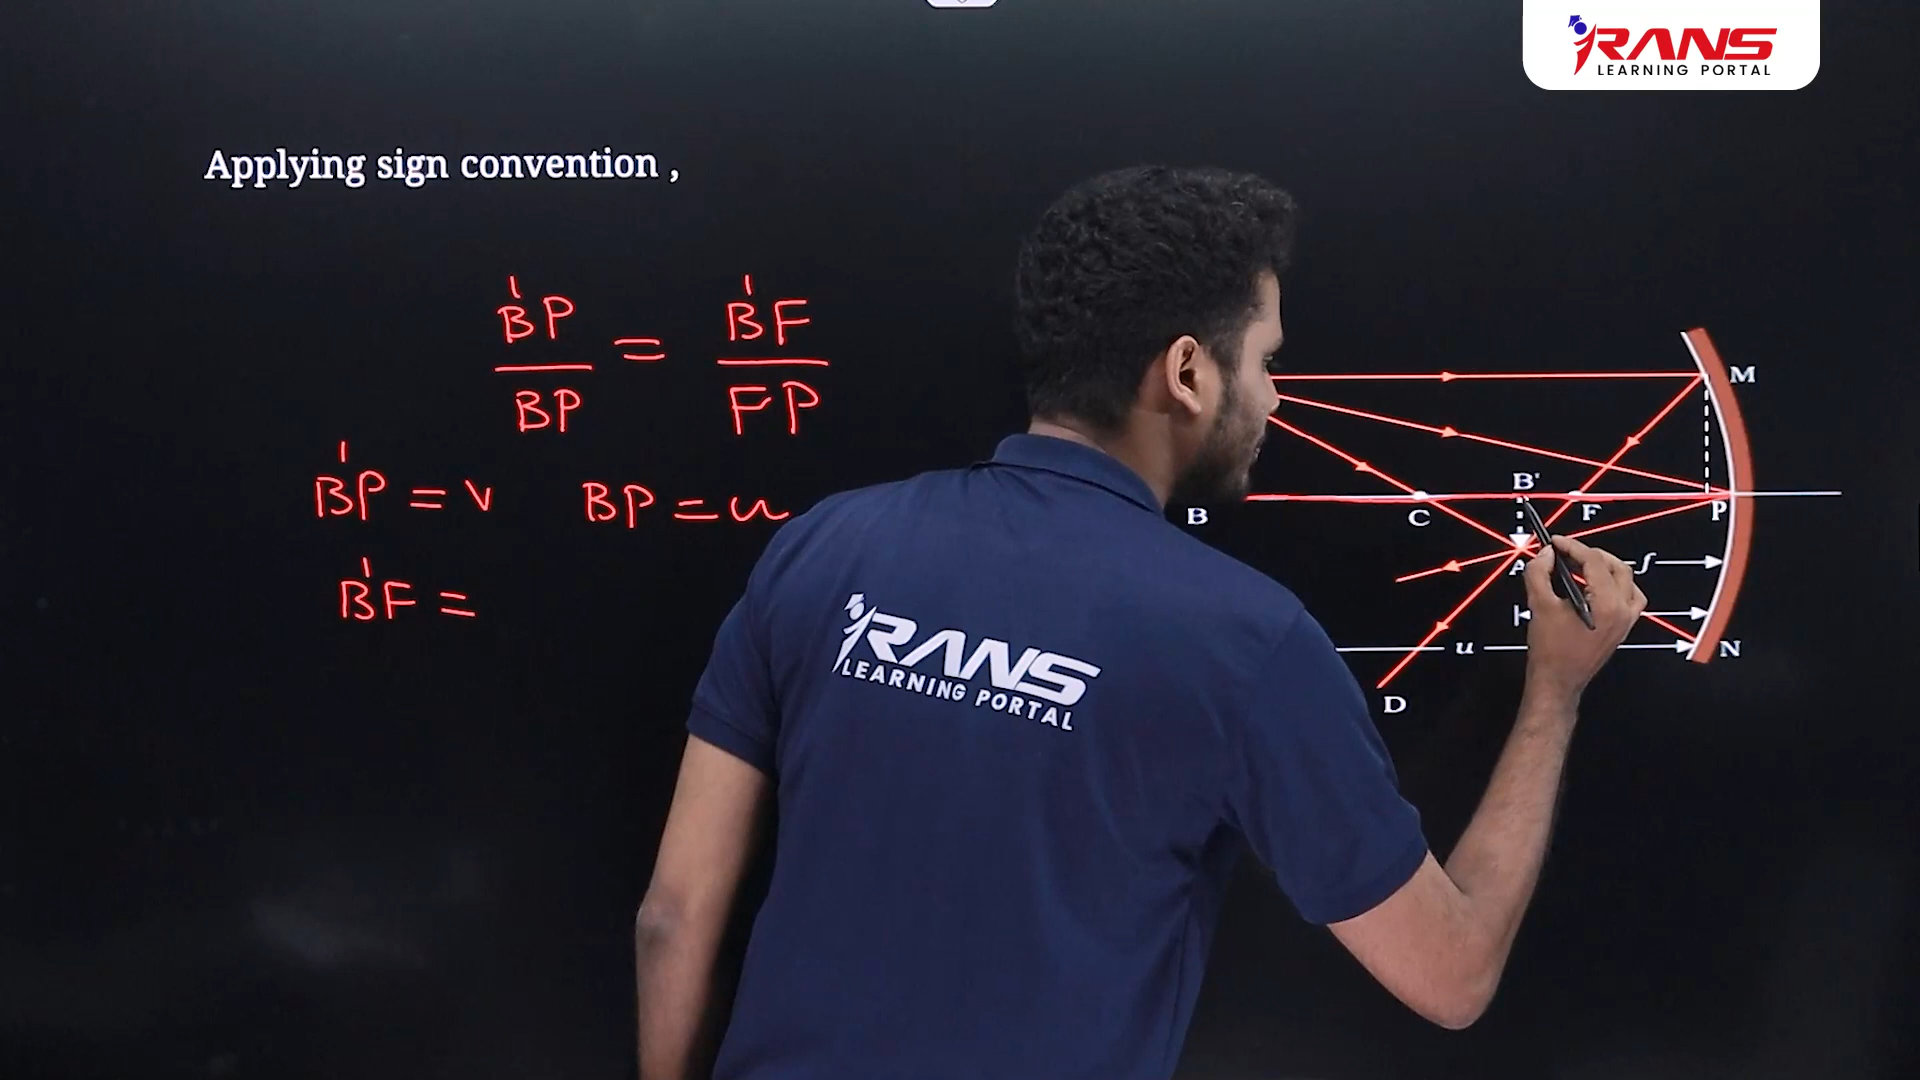 RANS
LEARNING PORTAL
Applying sign convention ,
B'P / BP = B'F / FP
B'P = v BP = u
B'F =
M
B'
B C F P
A
f
u N
D
RANS
LEARNING PORTAL